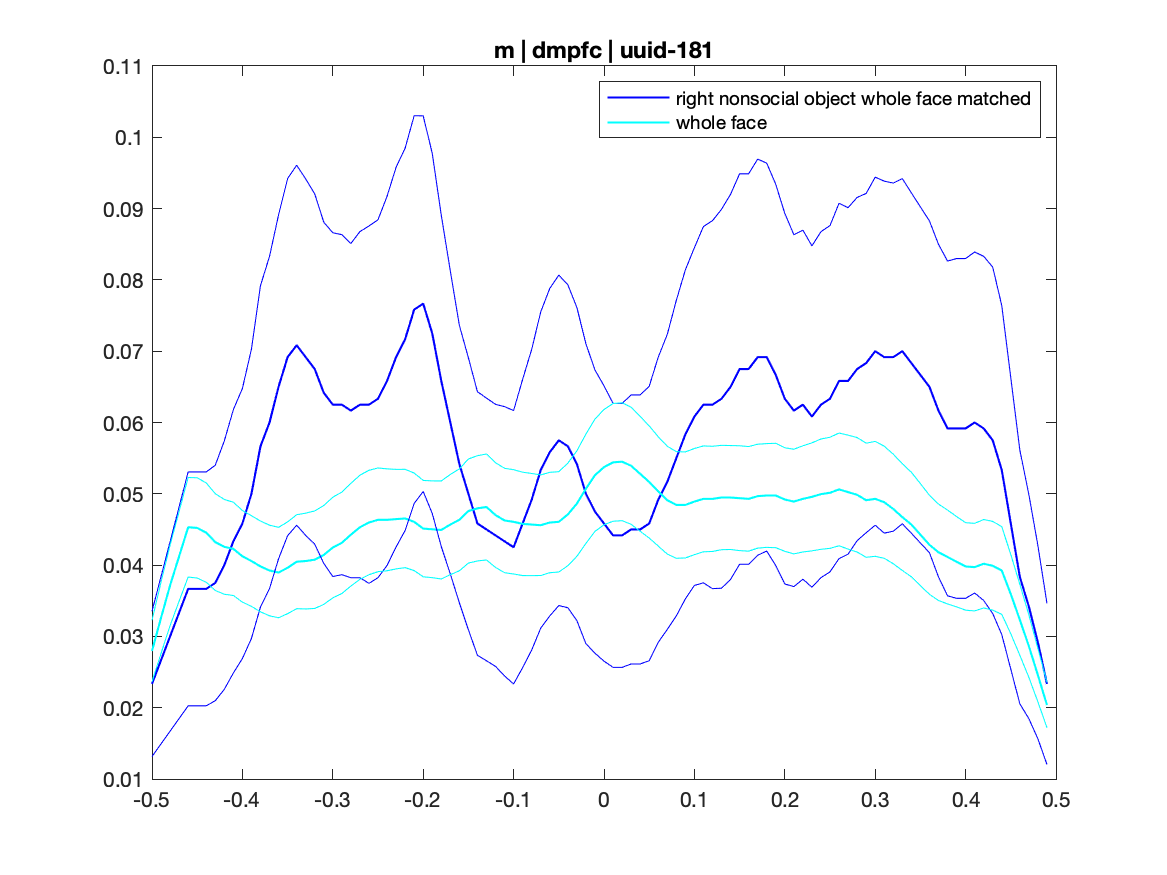 m | dmpfc | uuid-181
right nonsocial object whole face matched
whole face
0.11
0.1
0.09
0.08
0.07
0.06
0.05
0.04
0.03
0.02
0.01
-0.5 -0.4 -0.3 -0.2 -0.1 0 0.1 0.2 0.3 0.4 0.5